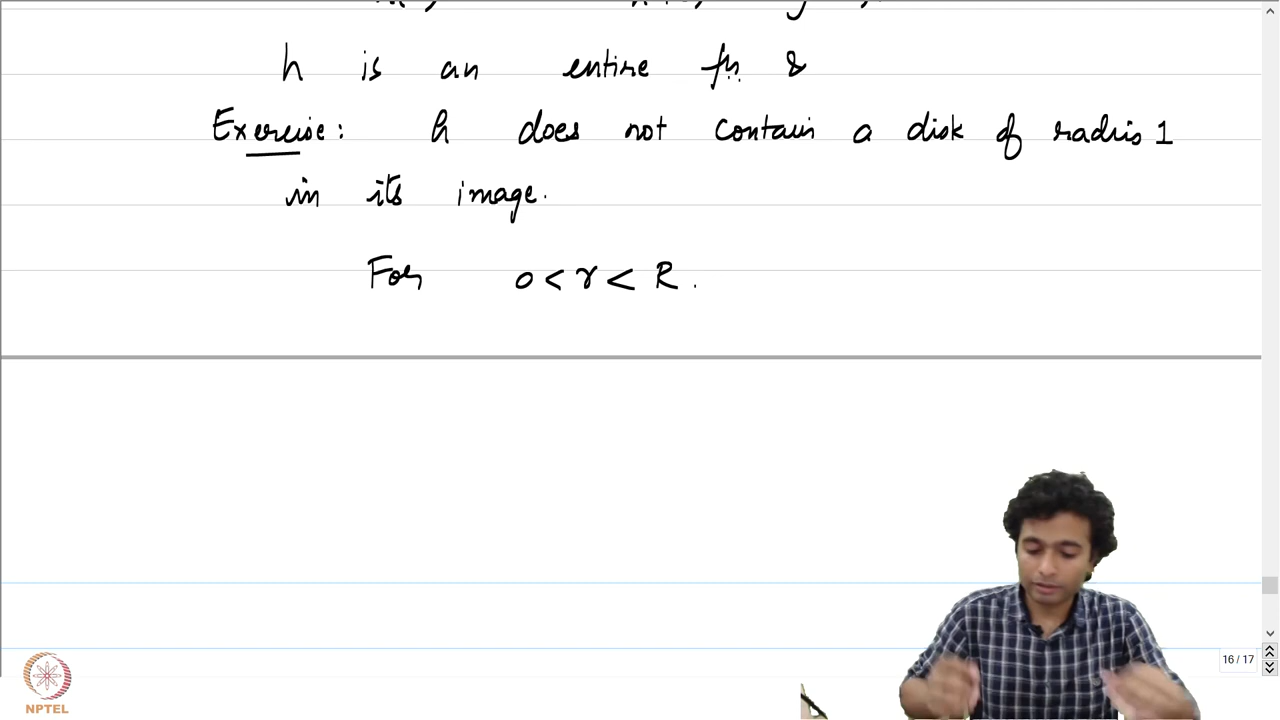 h is an entire fn &
Exercise: h does not contain a disk of radius 1
in its image.
For 0 < r < R.
16 / 17
NPTEL